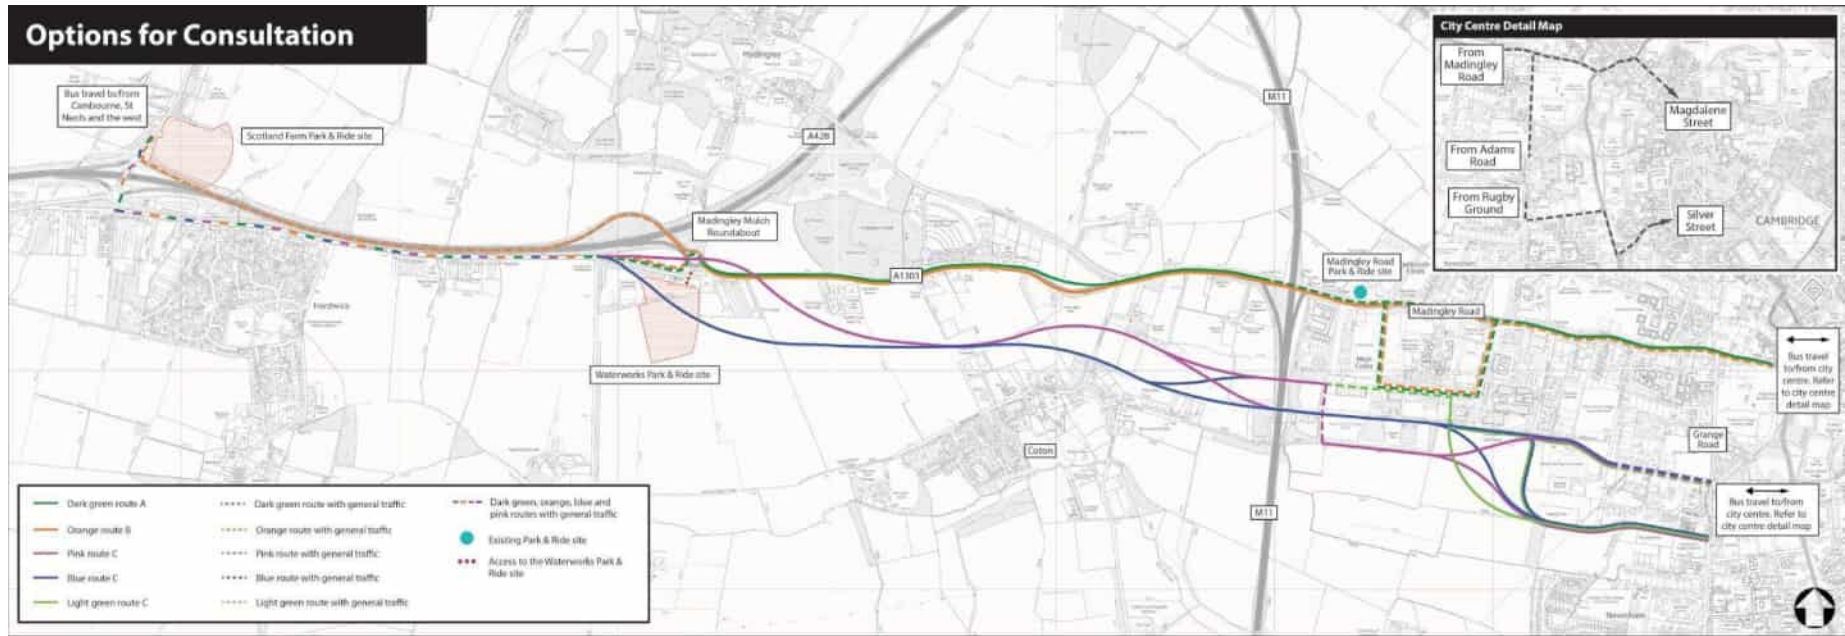 Options for Consultation
City Centre Detail Map
From
Madingley
Road
Magdalene
Street
From Adams
Road
From Rugby
Ground
Silver
Street
CAMBRIDGE
Bus travel to/from
Cambourne, St
Neots and the west
Scotland Farm Park & Ride site
A428
M11
Madingley
Madingley Mulch
Roundabout
A1303
Madingley Road
Park & Ride site
Madingley Road
Hardwick
Waterworks Park & Ride site
West
Coton
Grange
Road
Bus travel
to/from city
centre. Refer
to city centre
detail map
Bus travel to/from
city centre. Refer to
city centre detail map
M11
Newnham
Dark green route A
Orange route B
Pink route C
Blue route C
Light green route C
Dark green route with general traffic
Orange route with general traffic
Pink route with general traffic
Blue route with general traffic
Light green route with general traffic
Dark green, orange, blue and
pink routes with general traffic
Existing Park & Ride site
Access to the Waterworks Park &
Ride site